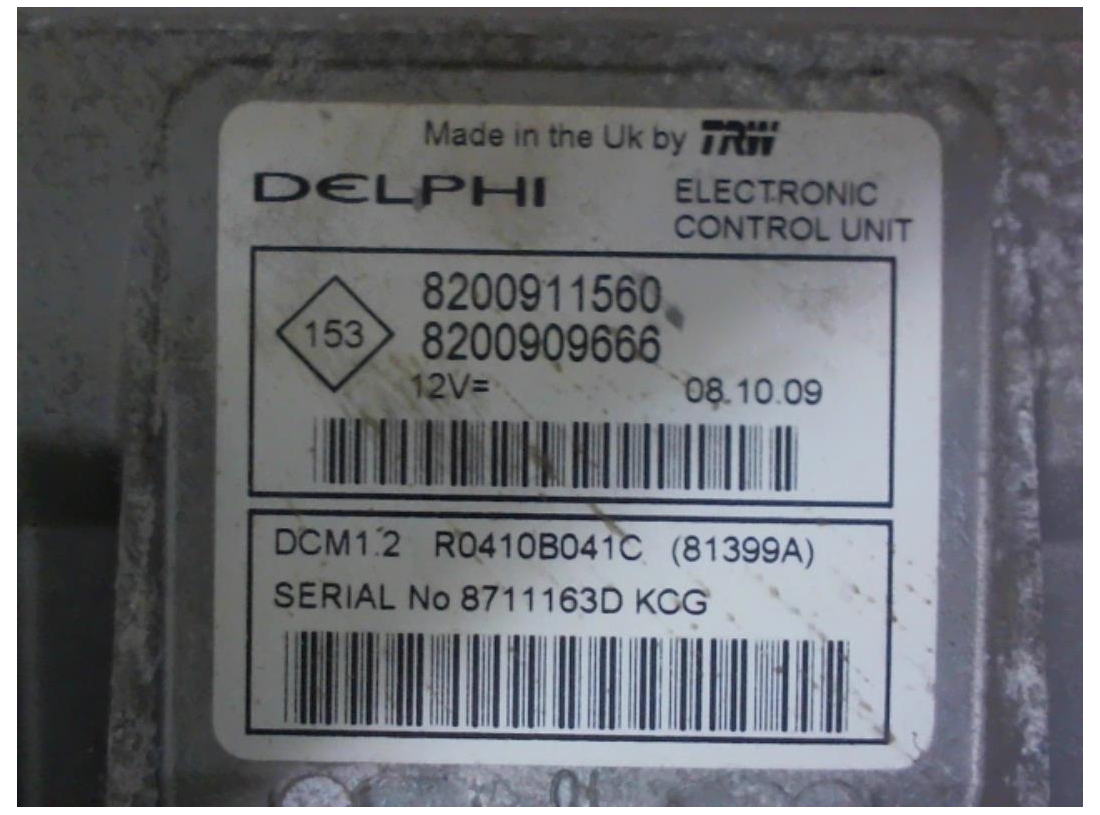 Made in the Uk by TRW
DELPHI
ELECTRONIC
CONTROL UNIT
153
8200911560
8200909666
12V=
08.10.09
DCM1.2 R0410B041C (81399A)
SERIAL No 8711163D KCG